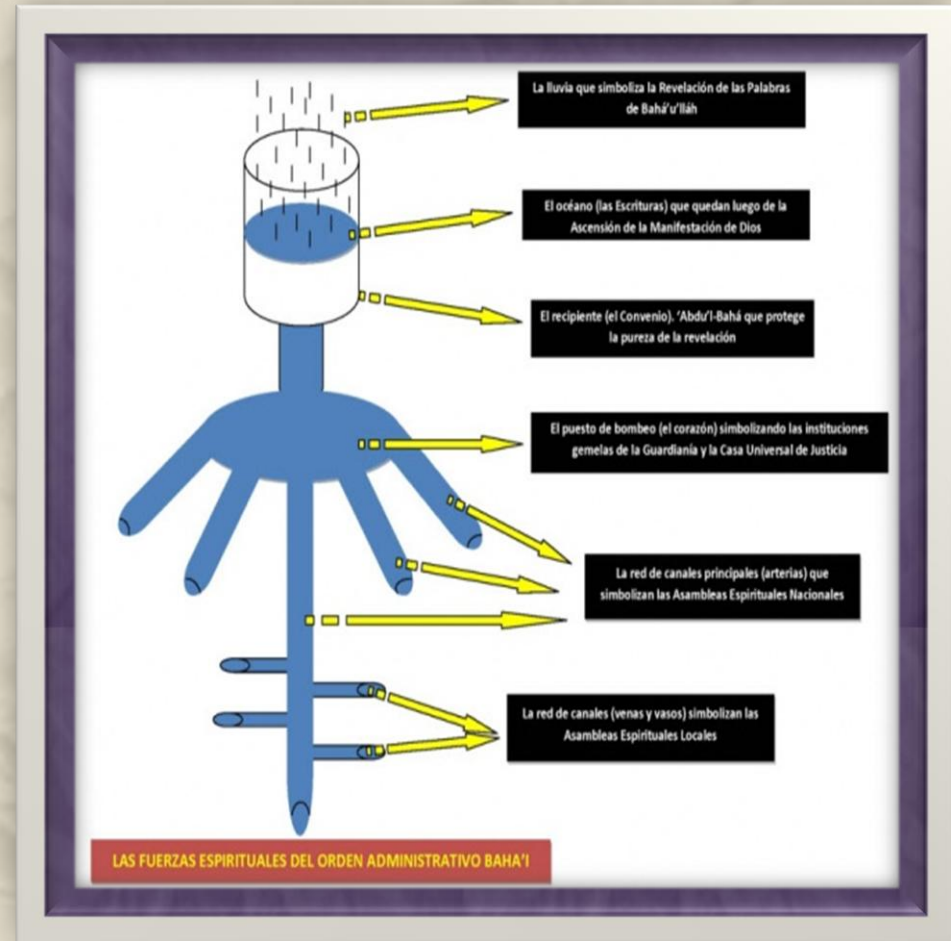 La lluvia que simboliza la Revelación de las Palabras
de Bahá’u’lláh
El océano (las Escrituras) que quedan luego de la
Ascensión de la Manifestación de Dios
El recipiente (el Convenio). ‘Abdu’l-Bahá que protege
la pureza de la revelación
El puesto de bombeo (el corazón) simbolizando las instituciones
gemelas de la Guardianía y la Casa Universal de Justicia
La red de canales principales (arterias) que
simbolizan las Asambleas Espirituales Nacionales
La red de canales (venas y vasos) simbolizan las
Asambleas Espirituales Locales
LAS FUERZAS ESPIRITUALES DEL ORDEN ADMINISTRATIVO BAHA’I